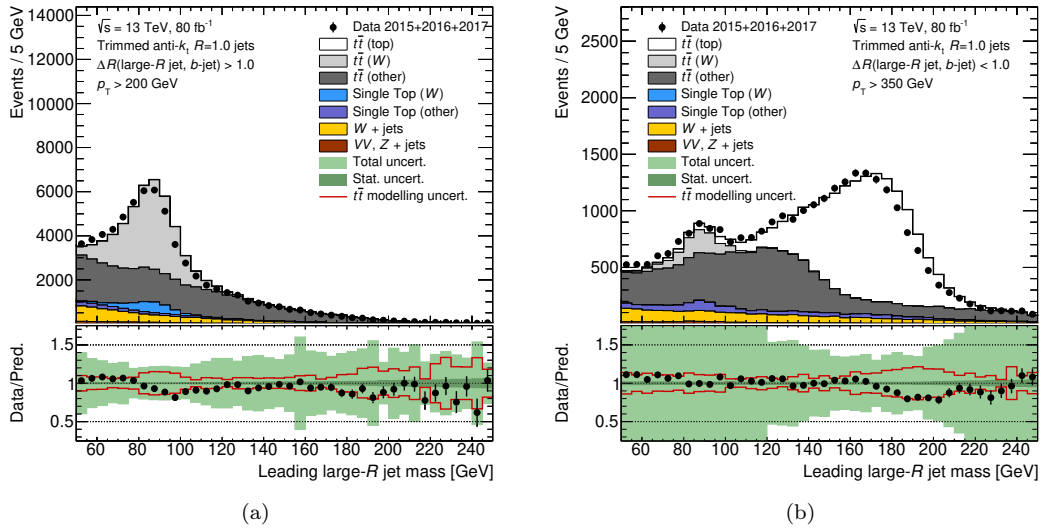 √s = 13 TeV, 80 fb⁻¹
Trimmed anti-kₜ R=1.0 jets
ΔR(large-R jet, b-jet) > 1.0
p_T > 200 GeV
Data 2015+2016+2017
tt̄ (top)
tt̄ (W)
tt̄ (other)
Single Top (W)
Single Top (other)
W + jets
VV, Z + jets
Total uncert.
Stat. uncert.
tt̄ modelling uncert.
Events / 5 GeV
14000
12000
10000
8000
6000
4000
2000
Data/Pred.
1.5
1
0.5
60 80 100 120 140 160 180 200 220 240
Leading large-R jet mass [GeV]
(a)
Data 2015+2016+2017
tt̄ (top)
tt̄ (W)
tt̄ (other)
Single Top (W)
Single Top (other)
W + jets
VV, Z + jets
Total uncert.
Stat. uncert.
tt̄ modelling uncert.
√s = 13 TeV, 80 fb⁻¹
Trimmed anti-kₜ R=1.0 jets
ΔR(large-R jet, b-jet) < 1.0
p_T > 350 GeV
Events / 5 GeV
2500
2000
1500
1000
500
Data/Pred.
1.5
1
0.5
60 80 100 120 140 160 180 200 220 240
Leading large-R jet mass [GeV]
(b)